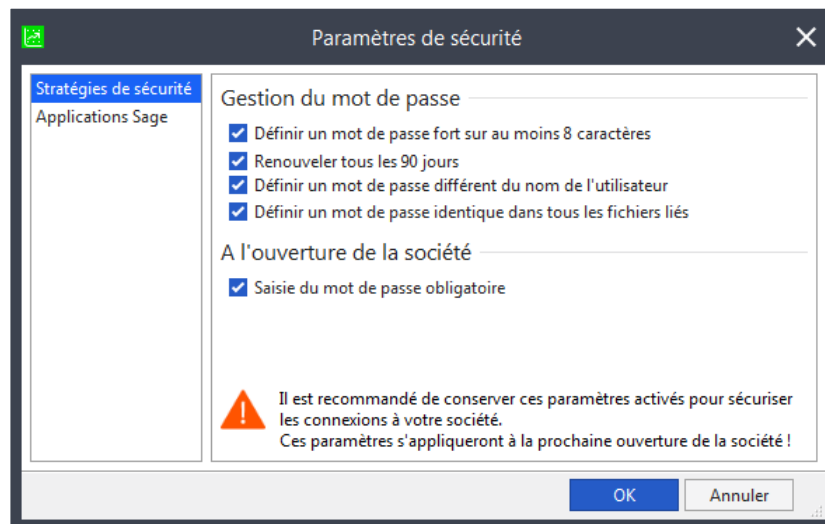 Paramètres de sécurité
Stratégies de sécurité
Applications Sage
Gestion du mot de passe
Définir un mot de passe fort sur au moins 8 caractères
Renouveler tous les 90 jours
Définir un mot de passe différent du nom de l'utilisateur
Définir un mot de passe identique dans tous les fichiers liés
A l'ouverture de la société
Saisie du mot de passe obligatoire
Il est recommandé de conserver ces paramètres activés pour sécuriser
les connexions à votre société.
Ces paramètres s'appliqueront à la prochaine ouverture de la société !
OK
Annuler